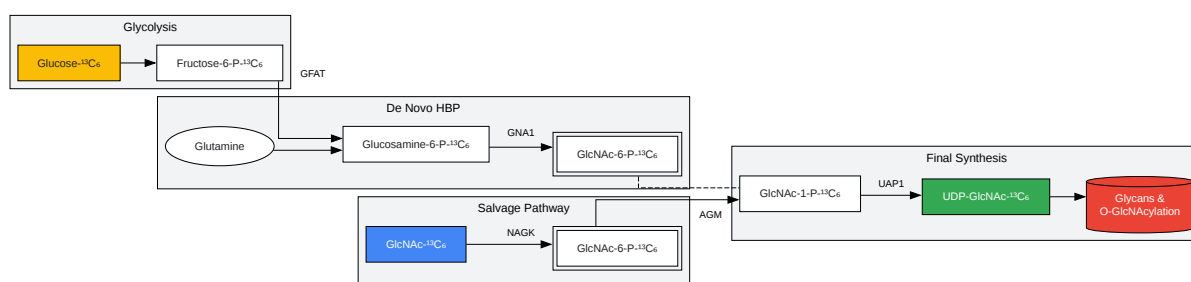 Glycolysis
Glucose-¹³C₆
Fructose-6-P-¹³C₆
GFAT
De Novo HBP
Glutamine
Glucosamine-6-P-¹³C₆
GNA1
GlcNAc-6-P-¹³C₆
Salvage Pathway
GlcNAc-¹³C₆
NAGK
GlcNAc-6-P-¹³C₆
AGM
Final Synthesis
GlcNAc-1-P-¹³C₆
UAP1
UDP-GlcNAc-¹³C₆
Glycans &
O-GlcNAcylation